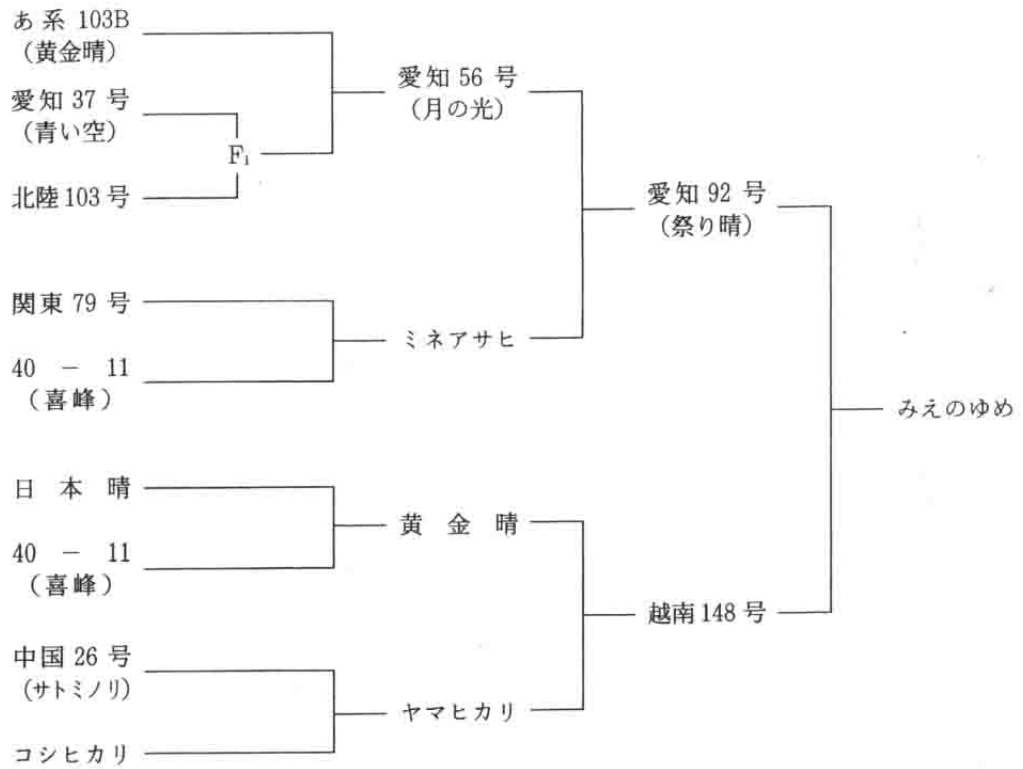 あ系 103B
(黄金晴)
愛知 37 号
(青い空)
F₁
北陸 103 号
愛知 56 号
(月の光)
関東 79 号
40 － 11
(喜峰)
ミネアサヒ
愛知 92 号
(祭り晴)
日 本 晴
40 － 11
(喜峰)
黄 金 晴
中国 26 号
(サトミノリ)
コシヒカリ
ヤマヒカリ
越南 148 号
みえのゆめ